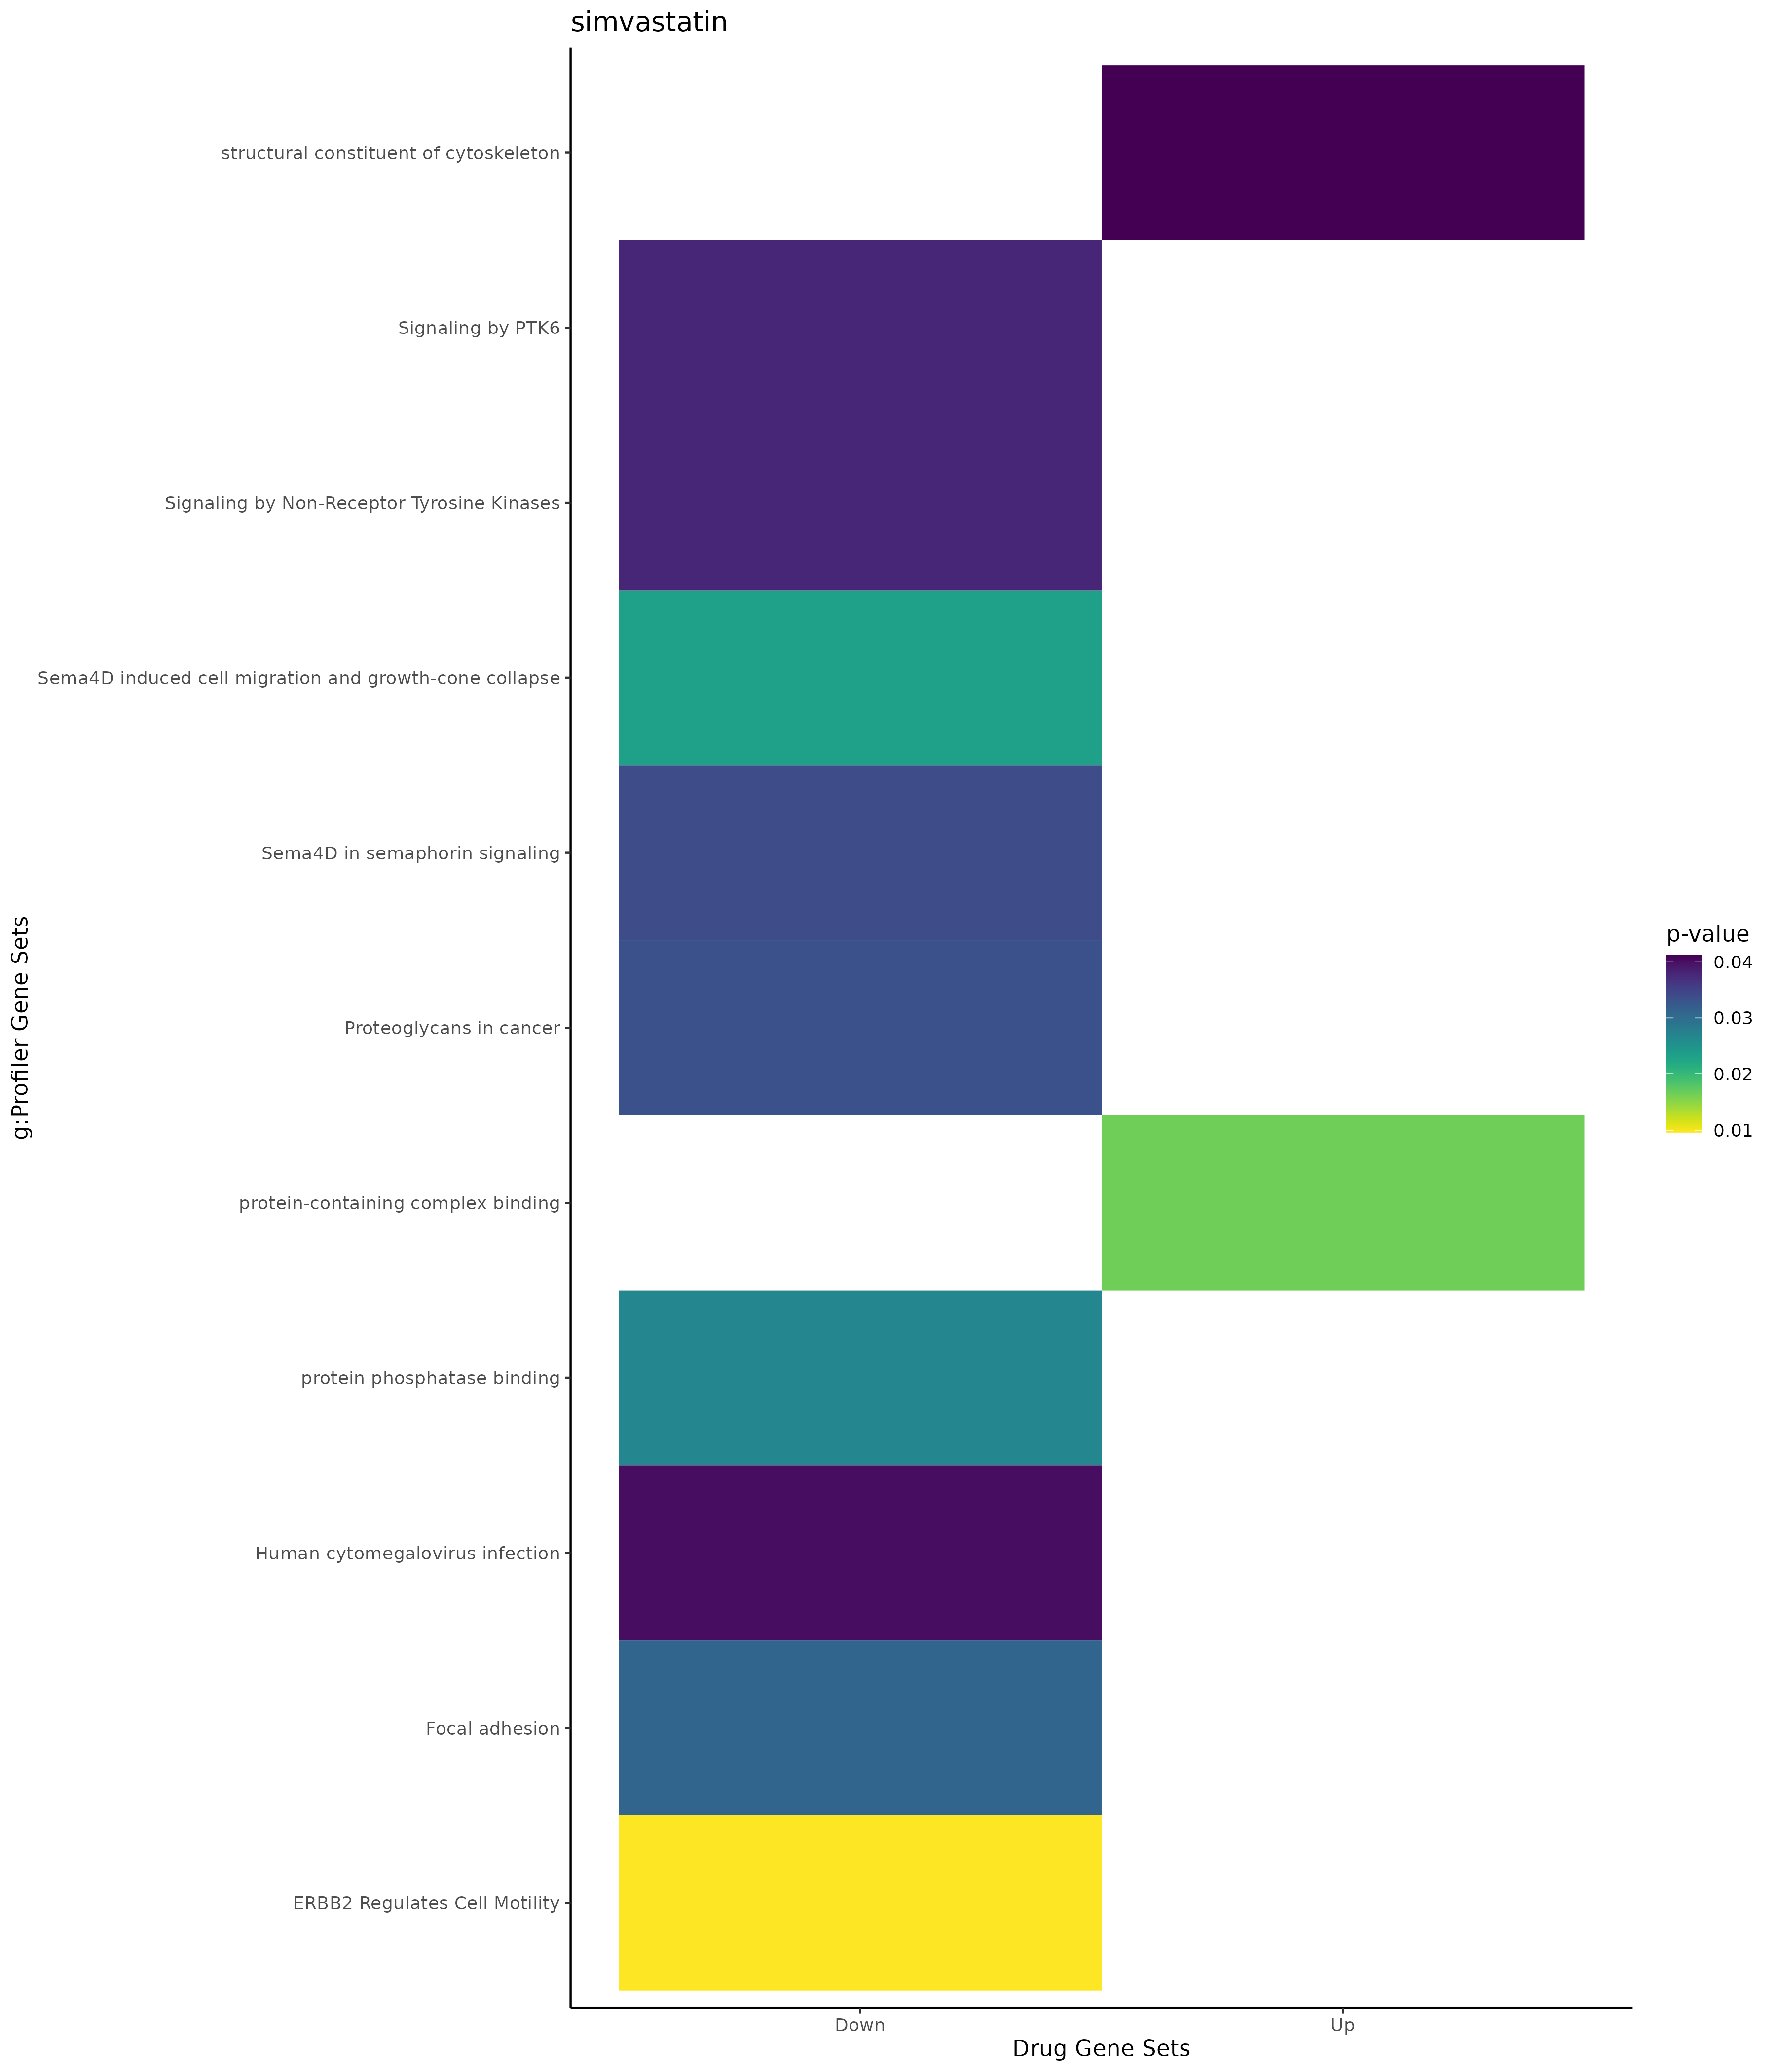 simvastatin
structural constituent of cytoskeleton
Signaling by PTK6
Signaling by Non-Receptor Tyrosine Kinases
Sema4D induced cell migration and growth-cone collapse
Sema4D in semaphorin signaling
Proteoglycans in cancer
protein-containing complex binding
protein phosphatase binding
Human cytomegalovirus infection
Focal adhesion
ERBB2 Regulates Cell Motility
g:Profiler Gene Sets
Down
Up
Drug Gene Sets
p-value
0.04
0.03
0.02
0.01